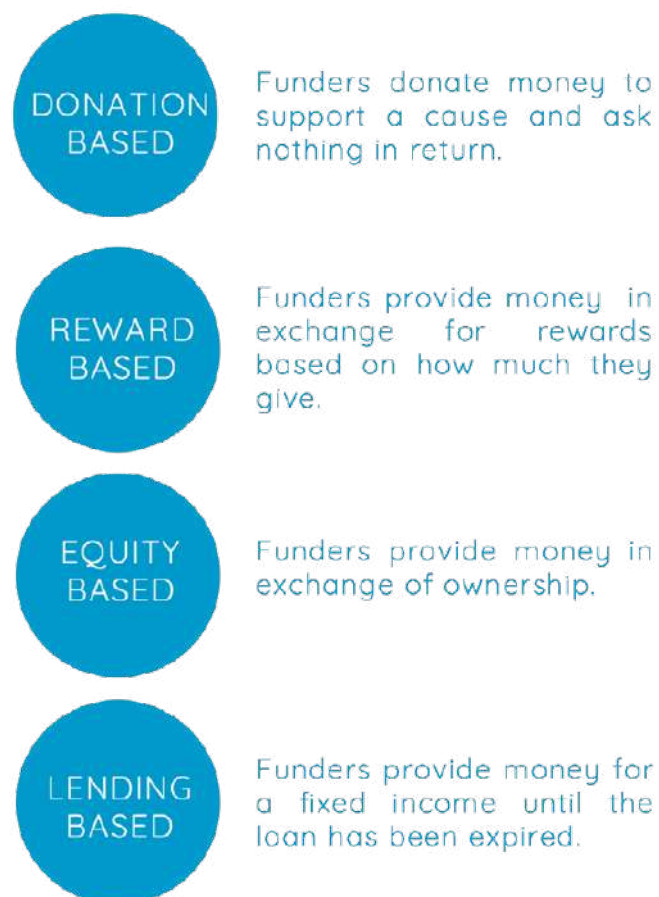 DONATION
BASED
Funders donate money to
support a cause and ask
nothing in return.
REWARD
BASED
Funders provide money in
exchange for rewards
based on how much they
give.
EQUITY
BASED
Funders provide money in
exchange of ownership.
LENDING
BASED
Funders provide money for
a fixed income until the
loan has been expired.